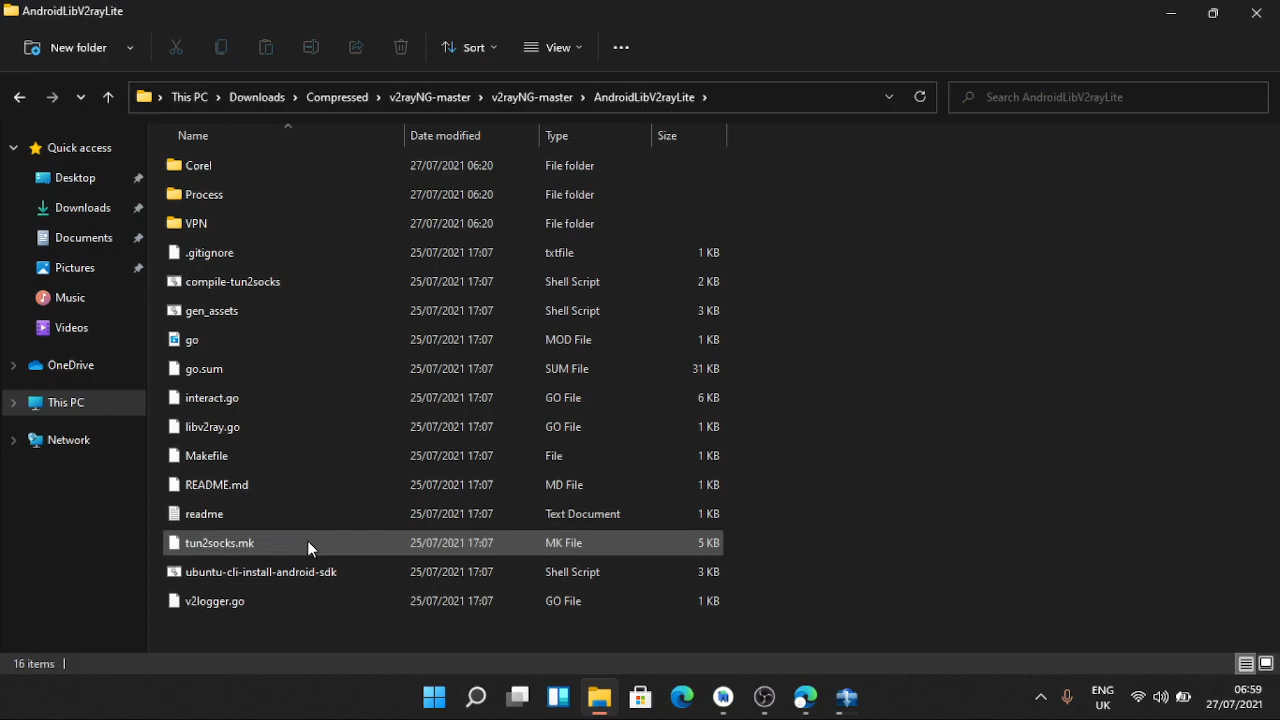 AndroidLibV2rayLite
New folder Sort View
This PC Downloads Compressed v2rayNG-master v2rayNG-master AndroidLibV2rayLite Search AndroidLibV2rayLite
Name Date modified Type Size
Quick access
Desktop
Downloads
Documents
Pictures
Music
Videos
OneDrive
This PC
Network
Corel 27/07/2021 06:20 File folder
Process 27/07/2021 06:20 File folder
VPN 27/07/2021 06:20 File folder
.gitignore 25/07/2021 17:07 txtfile 1 KB
compile-tun2socks 25/07/2021 17:07 Shell Script 2 KB
gen_assets 25/07/2021 17:07 Shell Script 3 KB
go 25/07/2021 17:07 MOD File 1 KB
go.sum 25/07/2021 17:07 SUM File 31 KB
interact.go 25/07/2021 17:07 GO File 6 KB
libv2ray.go 25/07/2021 17:07 GO File 1 KB
Makefile 25/07/2021 17:07 File 1 KB
README.md 25/07/2021 17:07 MD File 1 KB
readme 25/07/2021 17:07 Text Document 1 KB
tun2socks.mk 25/07/2021 17:07 MK File 5 KB
ubuntu-cli-install-android-sdk 25/07/2021 17:07 Shell Script 3 KB
v2logger.go 25/07/2021 17:07 GO File 1 KB
16 items
ENG 06:59
UK 27/07/2021